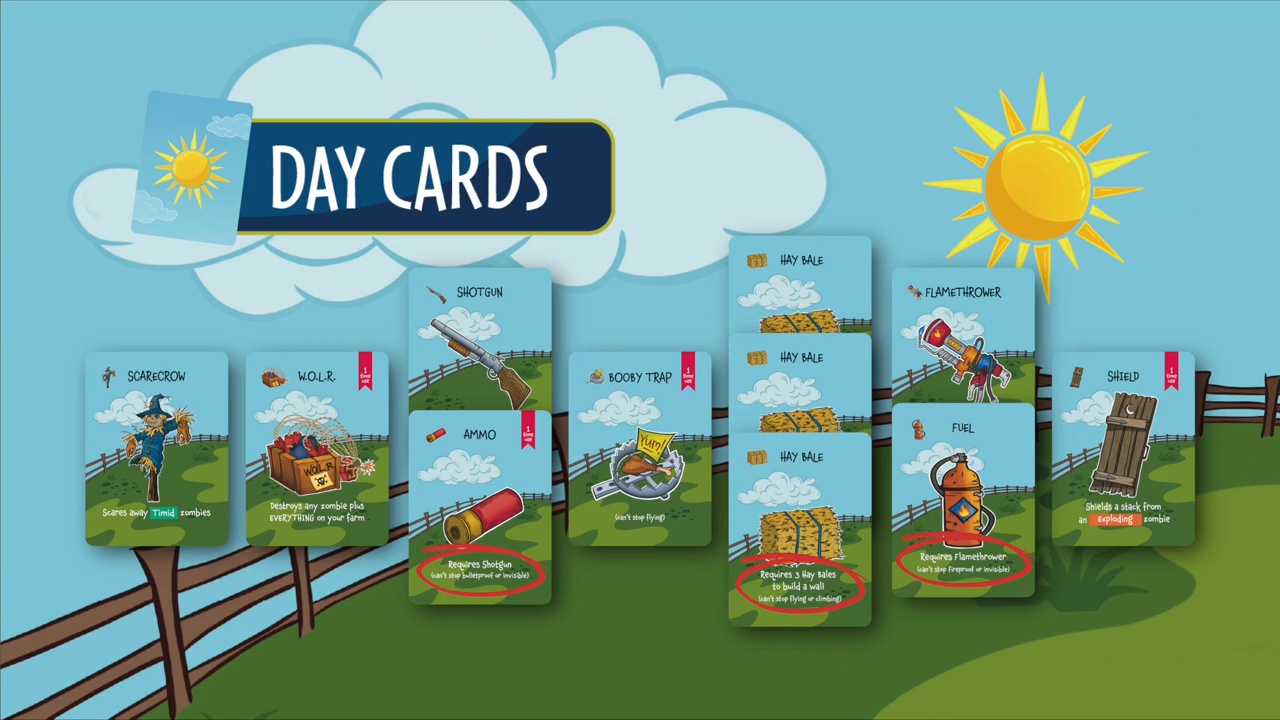 DAY CARDS
SCARECROW
Scares away Timid zombies
W.O.L.R.
1
time
use
W.O.L.R.
Destroys any zombie plus
EVERYTHING on your farm
SHOTGUN
AMMO
1
time
use
Requires Shotgun
(can't stop bulletproof or invisible)
BOOBY TRAP
1
time
use
Yum!
(can't stop flying)
HAY BALE
HAY BALE
HAY BALE
Requires 3 Hay Bales
to build a wall
(can't stop flying or climbing)
FLAMETHROWER
FUEL
Requires Flamethrower
(can't stop fireproof or invisible)
SHIELD
1
time
use
Shields a stack from
an Exploding zombie